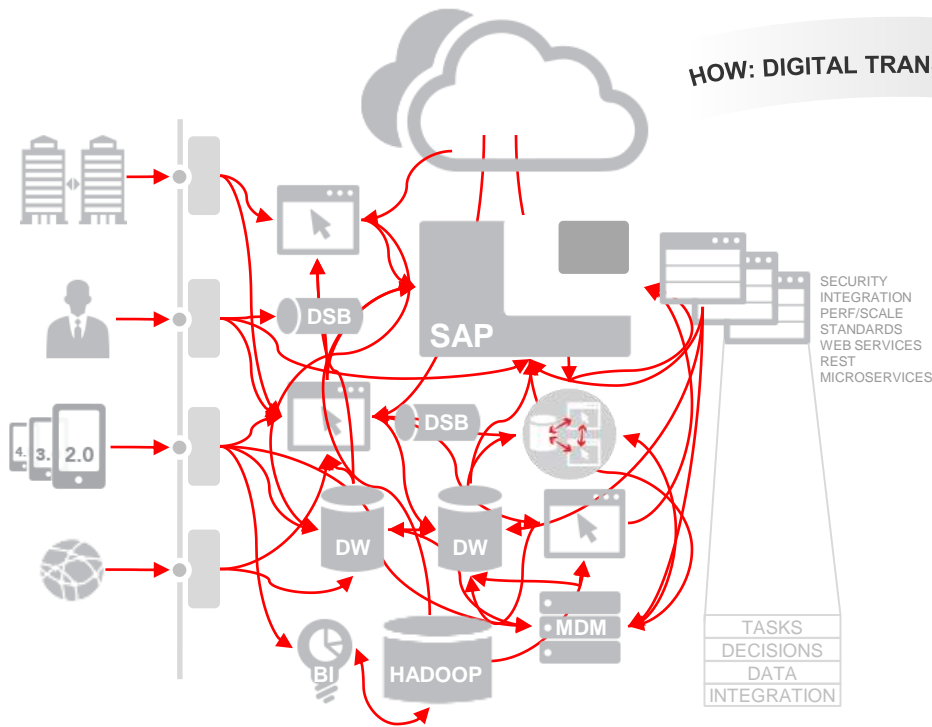 HOW: DIGITAL TRAN
SECURITY
INTEGRATION
PERF/SCALE
STANDARDS
WEB SERVICES
REST
MICROSERVICES
DSB
SAP
DSB
4. 3. 2.0
DW
DW
MDM
BI
HADOOP
TASKS
DECISIONS
DATA
INTEGRATION